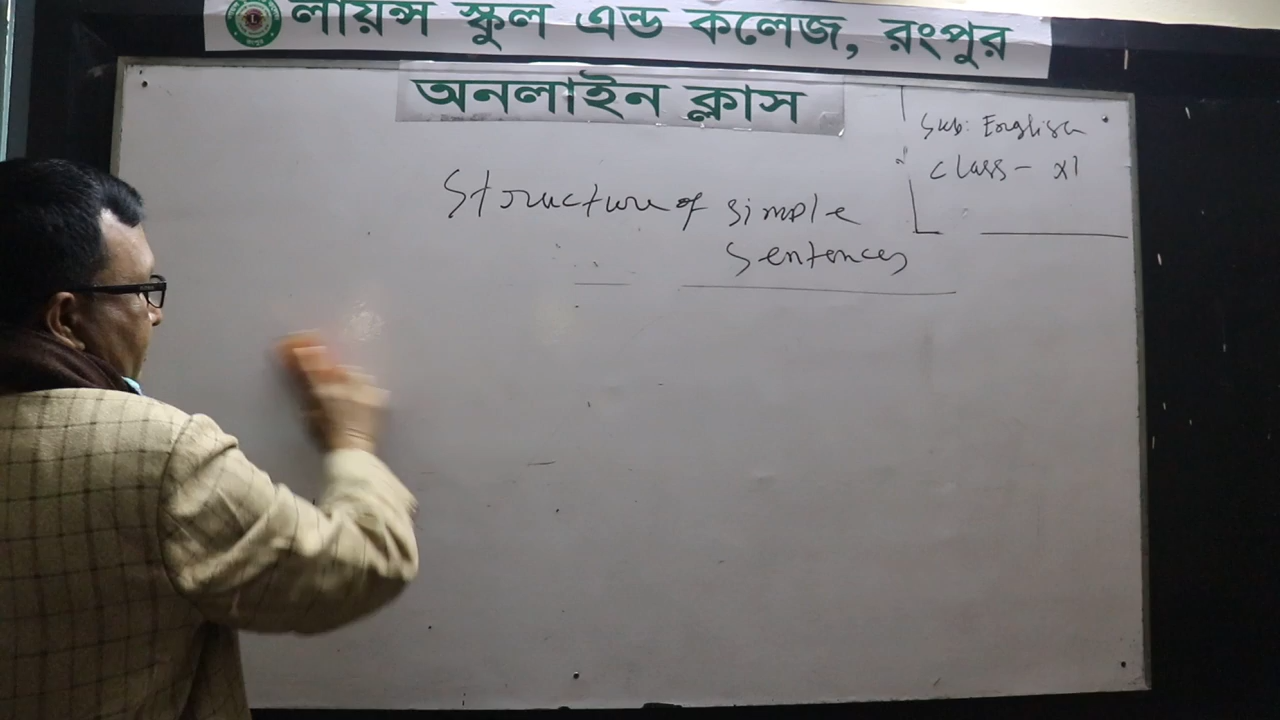 লায়ন্স স্কুল এন্ড কলেজ, রংপুর
অনলাইন ক্লাস
Sub: English
class - XI
Structure of simple
sentences